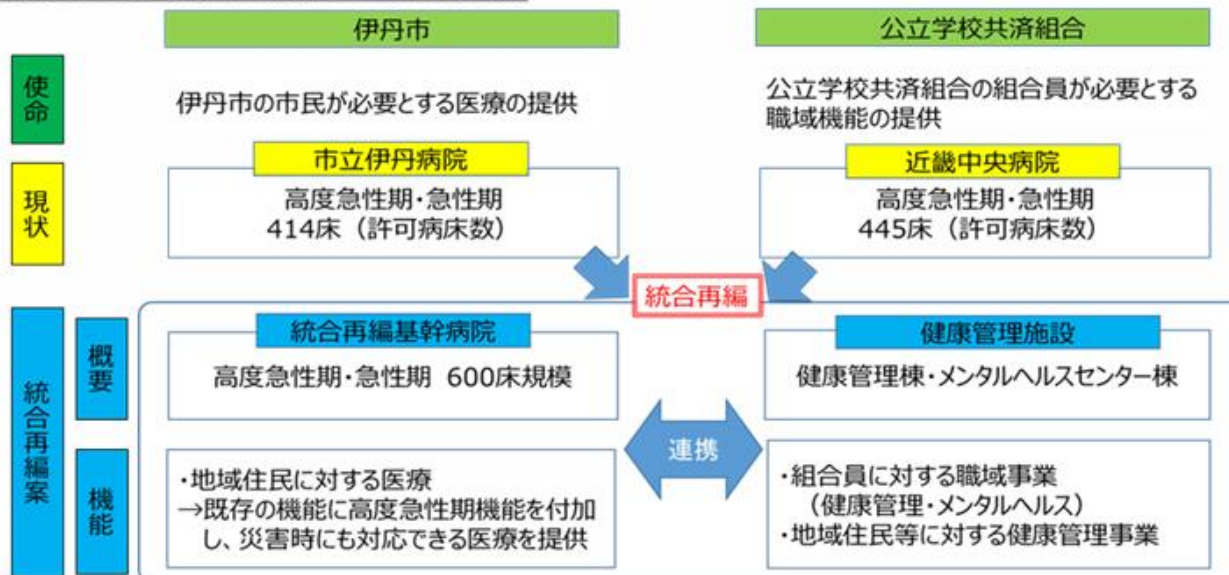 伊丹市
公立学校共済組合
使命
伊丹市の市民が必要とする医療の提供
公立学校共済組合の組合員が必要とする
職域機能の提供
現状
市立伊丹病院
高度急性期・急性期
414床（許可病床数）
近畿中央病院
高度急性期・急性期
445床（許可病床数）
統合再編
統合再編案
概要
統合再編基幹病院
高度急性期・急性期 600床規模
健康管理施設
健康管理棟・メンタルヘルスセンター棟
連携
機能
・地域住民に対する医療
→既存の機能に高度急性期機能を付加
し、災害時にも対応できる医療を提供
・組合員に対する職域事業
（健康管理・メンタルヘルス）
・地域住民等に対する健康管理事業